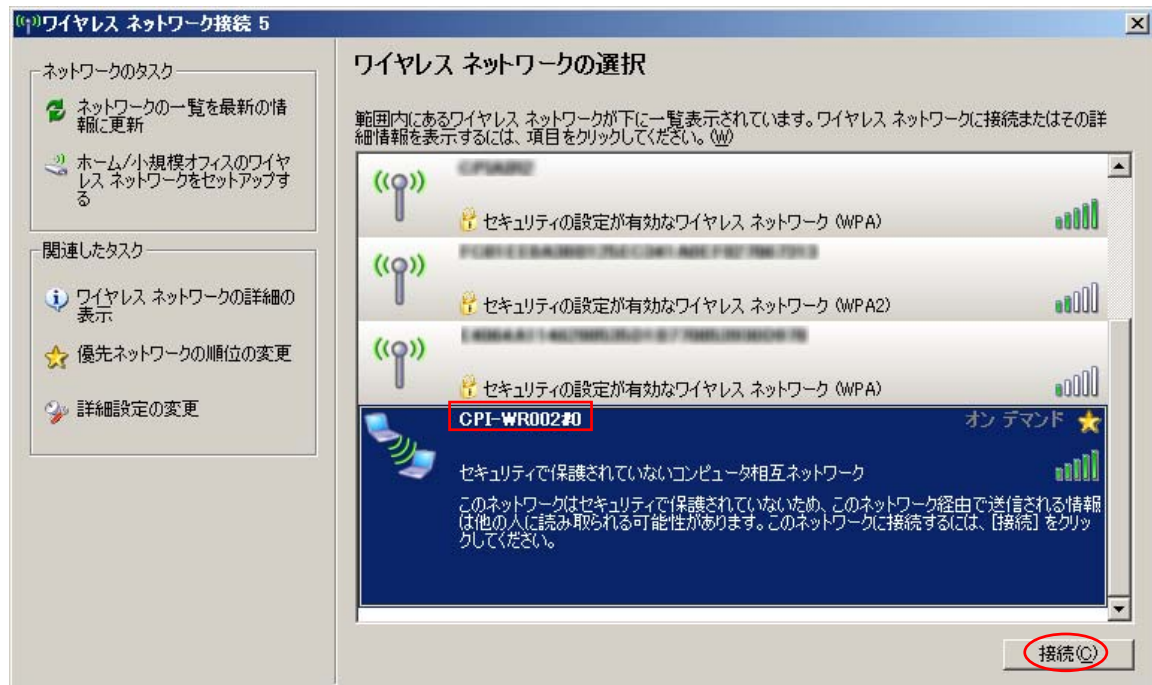 ワイヤレス ネットワーク接続 5
ネットワークのタスク
ネットワークの一覧を最新の情
報に更新
ホーム/小規模オフィスのワイヤ
レス ネットワークをセットアップす
る
関連したタスク
ワイヤレス ネットワークの詳細の
表示
優先ネットワークの順位の変更
詳細設定の変更
ワイヤレス ネットワークの選択
範囲内にあるワイヤレス ネットワークが下に一覧表示されています。ワイヤレス ネットワークに接続またはその詳
細情報を表示するには、項目をクリックしてください。(W)
セキュリティの設定が有効なワイヤレス ネットワーク (WPA)
セキュリティの設定が有効なワイヤレス ネットワーク (WPA2)
セキュリティの設定が有効なワイヤレス ネットワーク (WPA)
CPI-WR002#0
オン デマンド
セキュリティで保護されていないコンピュータ相互ネットワーク
このネットワークはセキュリティで保護されていないため、このネットワーク経由で送信される情報
は他の人に読み取られる可能性があります。このネットワークに接続するには、[接続] をクリッ
クしてください。
接続(C)